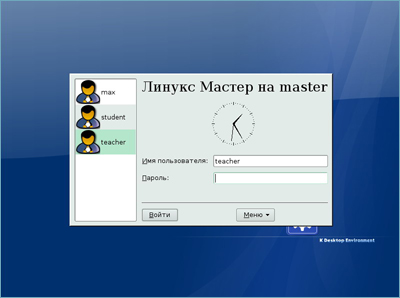 Линукс Мастер на master
max
student
teacher
Имя пользователя: teacher
Пароль:
Войти Меню
K Desktop Environment